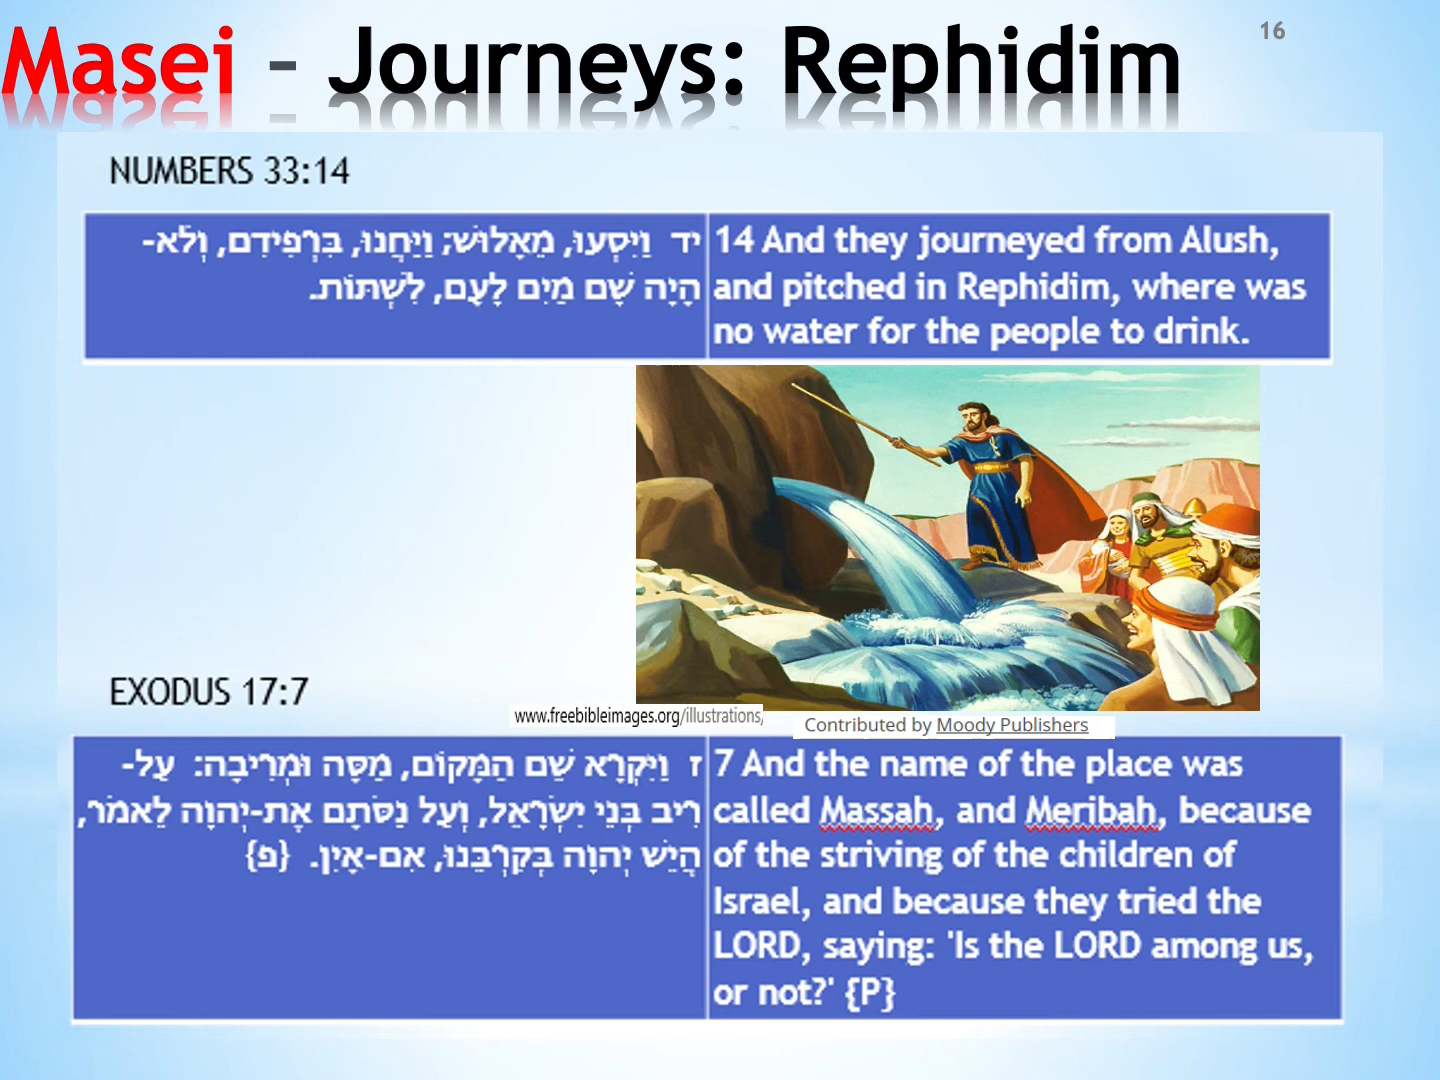 Masei – Journeys: Rephidim
16
NUMBERS 33:14
יד  וַיִּסְעוּ, מֵאָלוּשׁ; וַיַּחֲנוּ, בִּרְפִידִם, וְלֹא-
הָיָה שָׁם מַיִם לָעָם, לִשְׁתּוֹת.
14 And they journeyed from Alush,
and pitched in Rephidim, where was
no water for the people to drink.
EXODUS 17:7
www.freebibleimages.org/illustrations/
Contributed by Moody Publishers
ז  וַיִּקְרָא שֵׁם הַמָּקוֹם, מַסָּה וּמְרִיבָה:  עַל-
רִיב בְּנֵי יִשְׂרָאֵל, וְעַל נַסֹּתָם אֶת-יְהוָה לֵאמֹר,
הֲיֵשׁ יְהוָה בְּקִרְבֵּנוּ, אִם-אָיִן.  {פ}
7 And the name of the place was
called Massah, and Meribah, because
of the striving of the children of
Israel, and because they tried the
LORD, saying: 'Is the LORD among us,
or not?' {P}